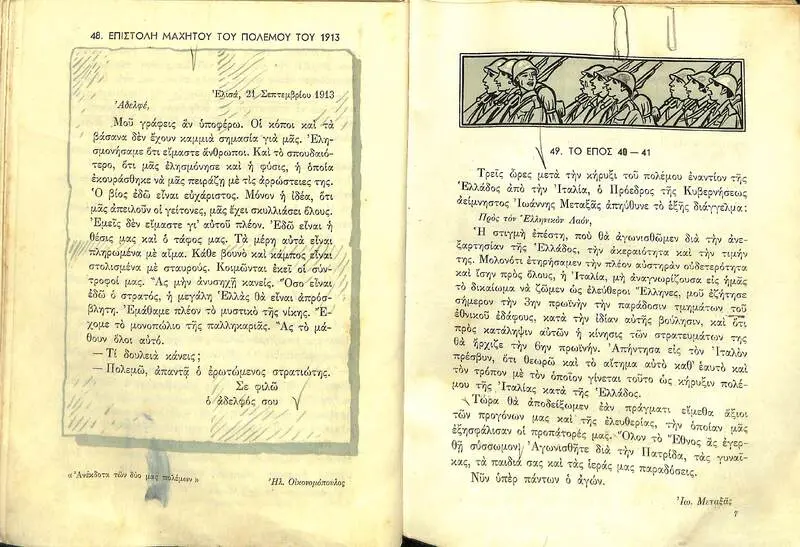 48. ΕΠΙΣΤΟΛΗ ΜΑΧΗΤΟΥ ΤΟΥ ΠΟΛΕΜΟΥ ΤΟΥ 1913
Ἐλισά, 21 Σεπτεμβρίου 1913
Ἀδελφέ,
Μοῦ γράφεις ἂν ὑποφέρω. Οἱ κόποι καὶ τὰ
βάσανα δὲν ἔχουν καμμιὰ σημασία γιὰ μᾶς. Ἐλη-
σμονήσαμε ὅτι εἴμαστε ἄνθρωποι. Καὶ τὸ σπουδαιό-
τερο, ὅτι μᾶς ἐλησμόνησε καὶ ἡ φύσις, ἡ ὁποία
ἐκουράσθηκε νὰ μᾶς πειράζῃ μὲ τὶς ἀρρώστειες της.
Ὁ βίος ἐδῶ εἶναι εὐχάριστος. Μόνον ἡ ἰδέα, ὅτι
μᾶς ἀπειλοῦν οἱ γείτονες, μᾶς ἔχει σκυλλιάσει ὅλους.
Ἐμεῖς δὲν εἴμαστε γι' αὐτοῦ πλέον. Ἐδῶ εἶναι ἡ
θέσις μας καὶ ὁ τάφος μας. Τὰ μέρη αὐτὰ εἶναι
πληρωμένα μὲ αἷμα. Κάθε βουνὸ καὶ κάμπος εἶναι
στολισμένα μὲ σταυρούς. Κοιμῶνται ἐκεῖ οἱ σύν-
τροφοί μας. Ἂς μὴν ἀνυσηχῇ κανείς. Ὅσο εἶναι
ἐδῶ ὁ στρατός, ἡ μεγάλη Ἑλλὰς θὰ εἶναι ἀπρόσ-
βλητη. Ἐμάθαμε πλέον τὸ μυστικὸ τῆς νίκης. Ἔ-
χομε τὸ μονοπώλιο τῆς παλληκαριᾶς. Ἂς τὸ μά-
θουν ὅλοι αὐτό.
— Τί δουλειὰ κάνεις;
— Πολεμῶ, ἀπαντᾷ ὁ ἐρωτώμενος στρατιώτης.
Σὲ φιλῶ
ὁ ἀδελφός σου
« Ἀνέκδοτα τῶν δύο μας πολέμων »
Ἠλ. Οἰκονομόπουλος
49. ΤΟ ΕΠΟΣ 40 — 41
Τρεῖς ὧρες μετὰ τὴν κήρυξι τοῦ πολέμου ἐναντίον τῆς
Ἑλλάδος ἀπὸ τὴν Ἰταλία, ὁ Πρόεδρος τῆς Κυβερνήσεως
ἀείμνηστος Ἰωάννης Μεταξᾶς ἀπηύθυνε τὸ ἑξῆς διάγγελμα:
Πρὸς τὸν Ἑλληνικὸν Λαόν,
Ἡ στιγμὴ ἐπέστη, ποὺ θὰ ἀγωνισθῶμεν διὰ τὴν ἀνε-
ξαρτησίαν τῆς Ἑλλάδος, τὴν ἀκεραιότητα καὶ τὴν τιμήν
της. Μολονότι ἐτηρήσαμεν τὴν πλέον αὐστηρὰν οὐδετερότητα
καὶ ἴσην πρὸς ὅλους, ἡ Ἰταλία, μὴ ἀναγνωρίζουσα εἰς ἡμᾶς
τὸ δικαίωμα νὰ ζῶμεν ὡς ἐλεύθεροι Ἕλληνες, μοῦ ἐζήτησε
σήμερον τὴν 3ην πρωϊνὴν τὴν παράδοσιν τμημάτων τοῦ
ἐθνικοῦ ἐδάφους, κατὰ τὴν ἰδίαν αὐτῆς βούλησιν, καὶ ὅτι
πρὸς κατάληψιν αὐτῶν ἡ κίνησις τῶν στρατευμάτων της
θὰ ἤρχιζε τὴν 6ην πρωϊνήν. Ἀπήντησα εἰς τὸν Ἰταλὸν
πρέσβυν, ὅτι θεωρῶ καὶ τὸ αἴτημα αὐτὸ καθ' ἑαυτὸ καὶ
τὸν τρόπον μὲ τὸν ὁποῖον γίνεται τοῦτο ὡς κήρυξιν πολέ-
μου τῆς Ἰταλίας κατὰ τῆς Ἑλλάδος.
Τώρα θὰ ἀποδείξωμεν ἐὰν πράγματι εἴμεθα ἄξιοι
τῶν προγόνων μας καὶ τῆς ἐλευθερίας, τὴν ὁποίαν μᾶς
ἐξησφάλισαν οἱ προπάτορές μας. Ὅλον τὸ Ἔθνος ἂς ἐγερ-
θῇ σύσσωμον! Ἀγωνισθῆτε διὰ τὴν Πατρίδα, τὰς γυναῖ-
κας, τὰ παιδιά σας καὶ τὰς ἱεράς μας παραδόσεις.
Νῦν ὑπὲρ πάντων ὁ ἀγών.
Ἰω. Μεταξᾶς
7